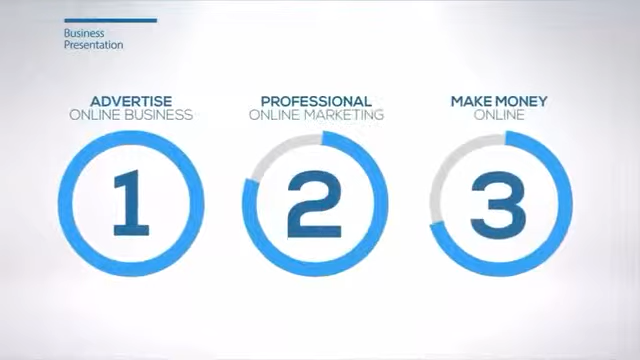 Business
Presentation
ADVERTISE
ONLINE BUSINESS
1
PROFESSIONAL
ONLINE MARKETING
2
MAKE MONEY
ONLINE
3